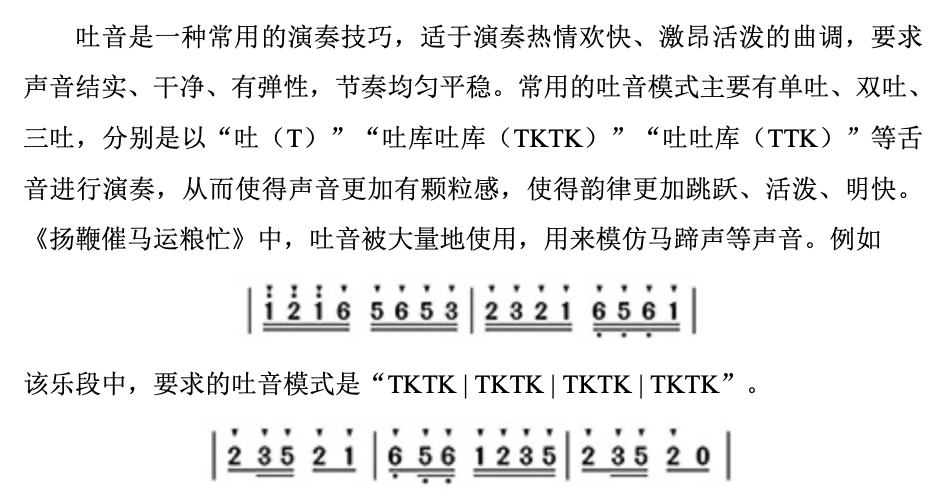 吐音是一种常用的演奏技巧，适于演奏热情欢快、激昂活泼的曲调，要求
声音结实、干净、有弹性，节奏均匀平稳。常用的吐音模式主要有单吐、双吐、
三吐，分别是以“吐（T）”“吐库吐库（TKTK）”“吐吐库（TTK）”等舌
音进行演奏，从而使得声音更加有颗粒感，使得韵律更加跳跃、活泼、明快。
《扬鞭催马运粮忙》中，吐音被大量地使用，用来模仿马蹄声等声音。例如
| 1 2 1 6 5 6 5 3 | 2 3 2 1 6 5 6 1 |
该乐段中，要求的吐音模式是“TKTK | TKTK | TKTK | TKTK”。
| 2 3 5 2 1 | 6 5 6 1 2 3 5 | 2 3 5 2 0 |